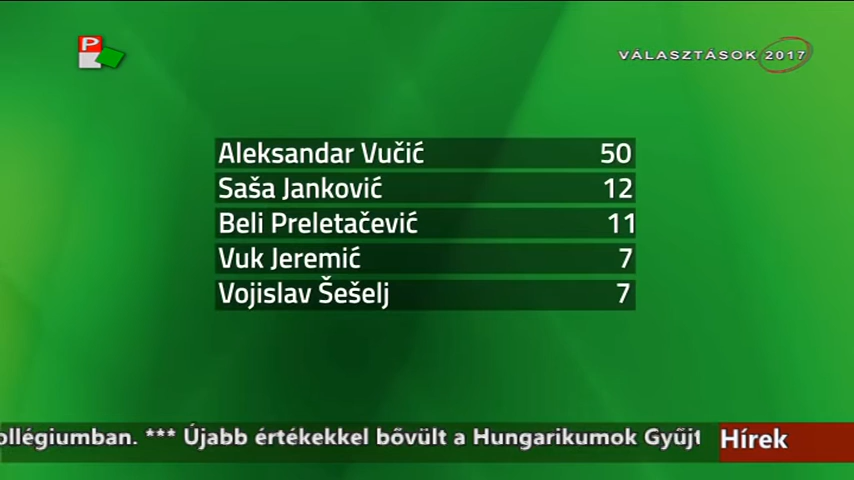 P
VÁLASZTÁSOK 2017
Aleksandar Vučić 50
Saša Janković 12
Beli Preletačević 11
Vuk Jeremić 7
Vojislav Šešelj 7
ollégiumban. *** Újabb értékekkel bővült a Hungarikumok Gyűjt Hírek